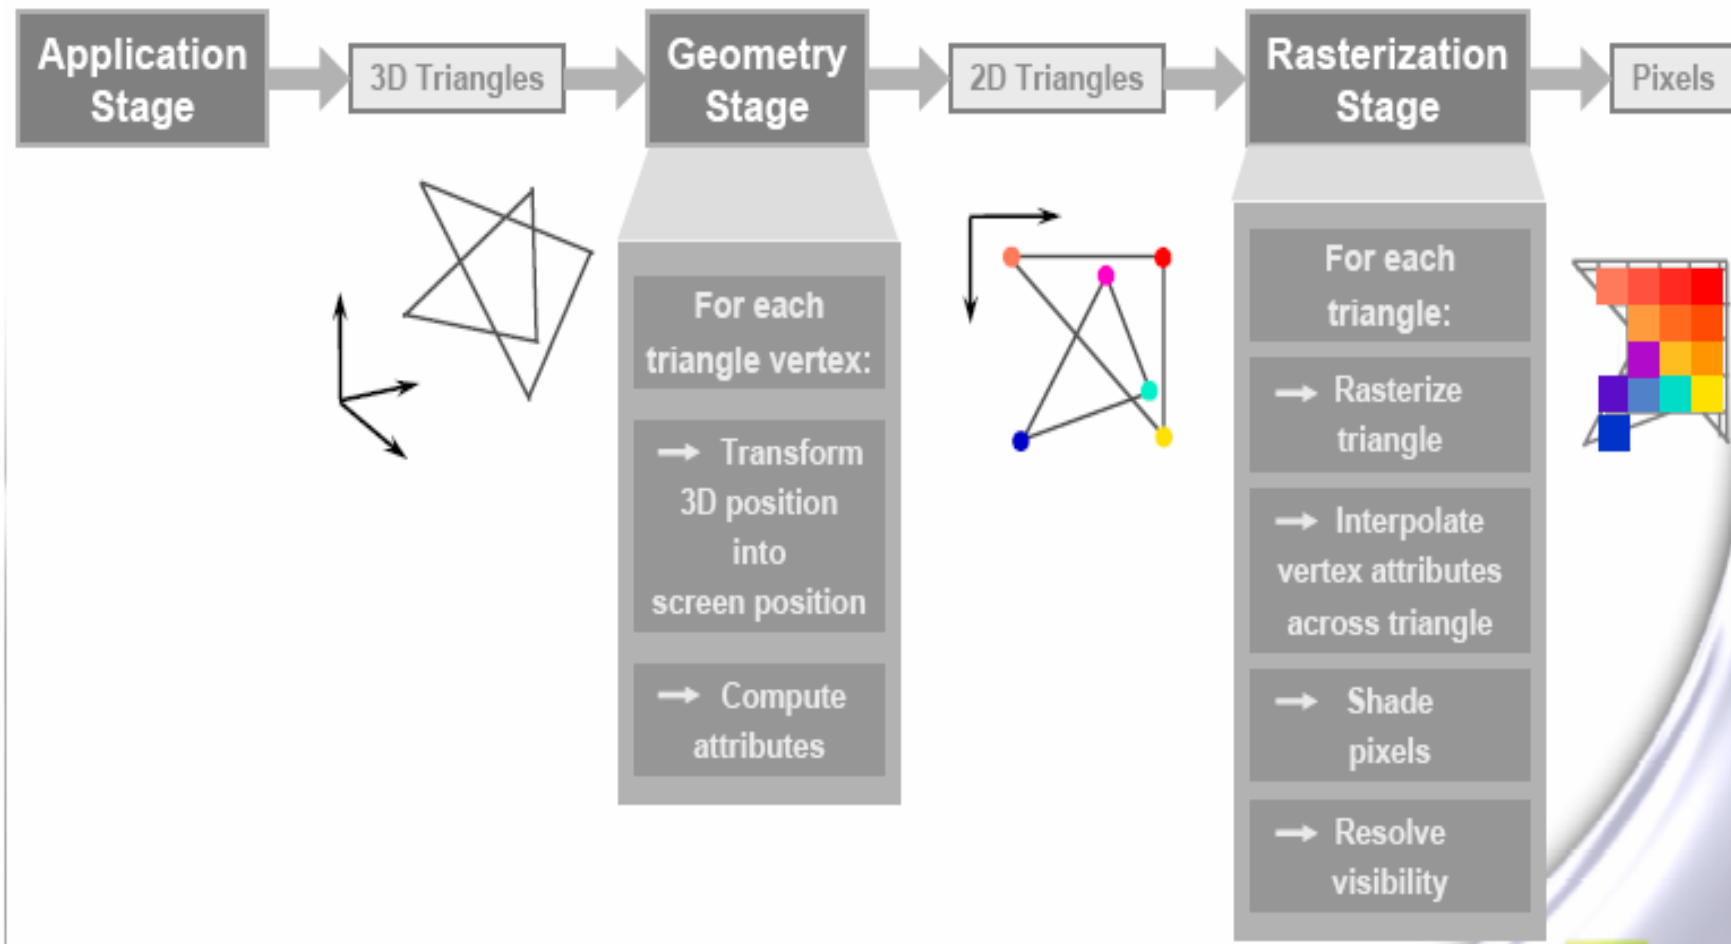 Application
Stage
3D Triangles
Geometry
Stage
2D Triangles
Rasterization
Stage
Pixels
For each
triangle vertex:
→ Transform
3D position
into
screen position
→ Compute
attributes
For each
triangle:
→ Rasterize
triangle
→ Interpolate
vertex attributes
across triangle
→ Shade
pixels
→ Resolve
visibility